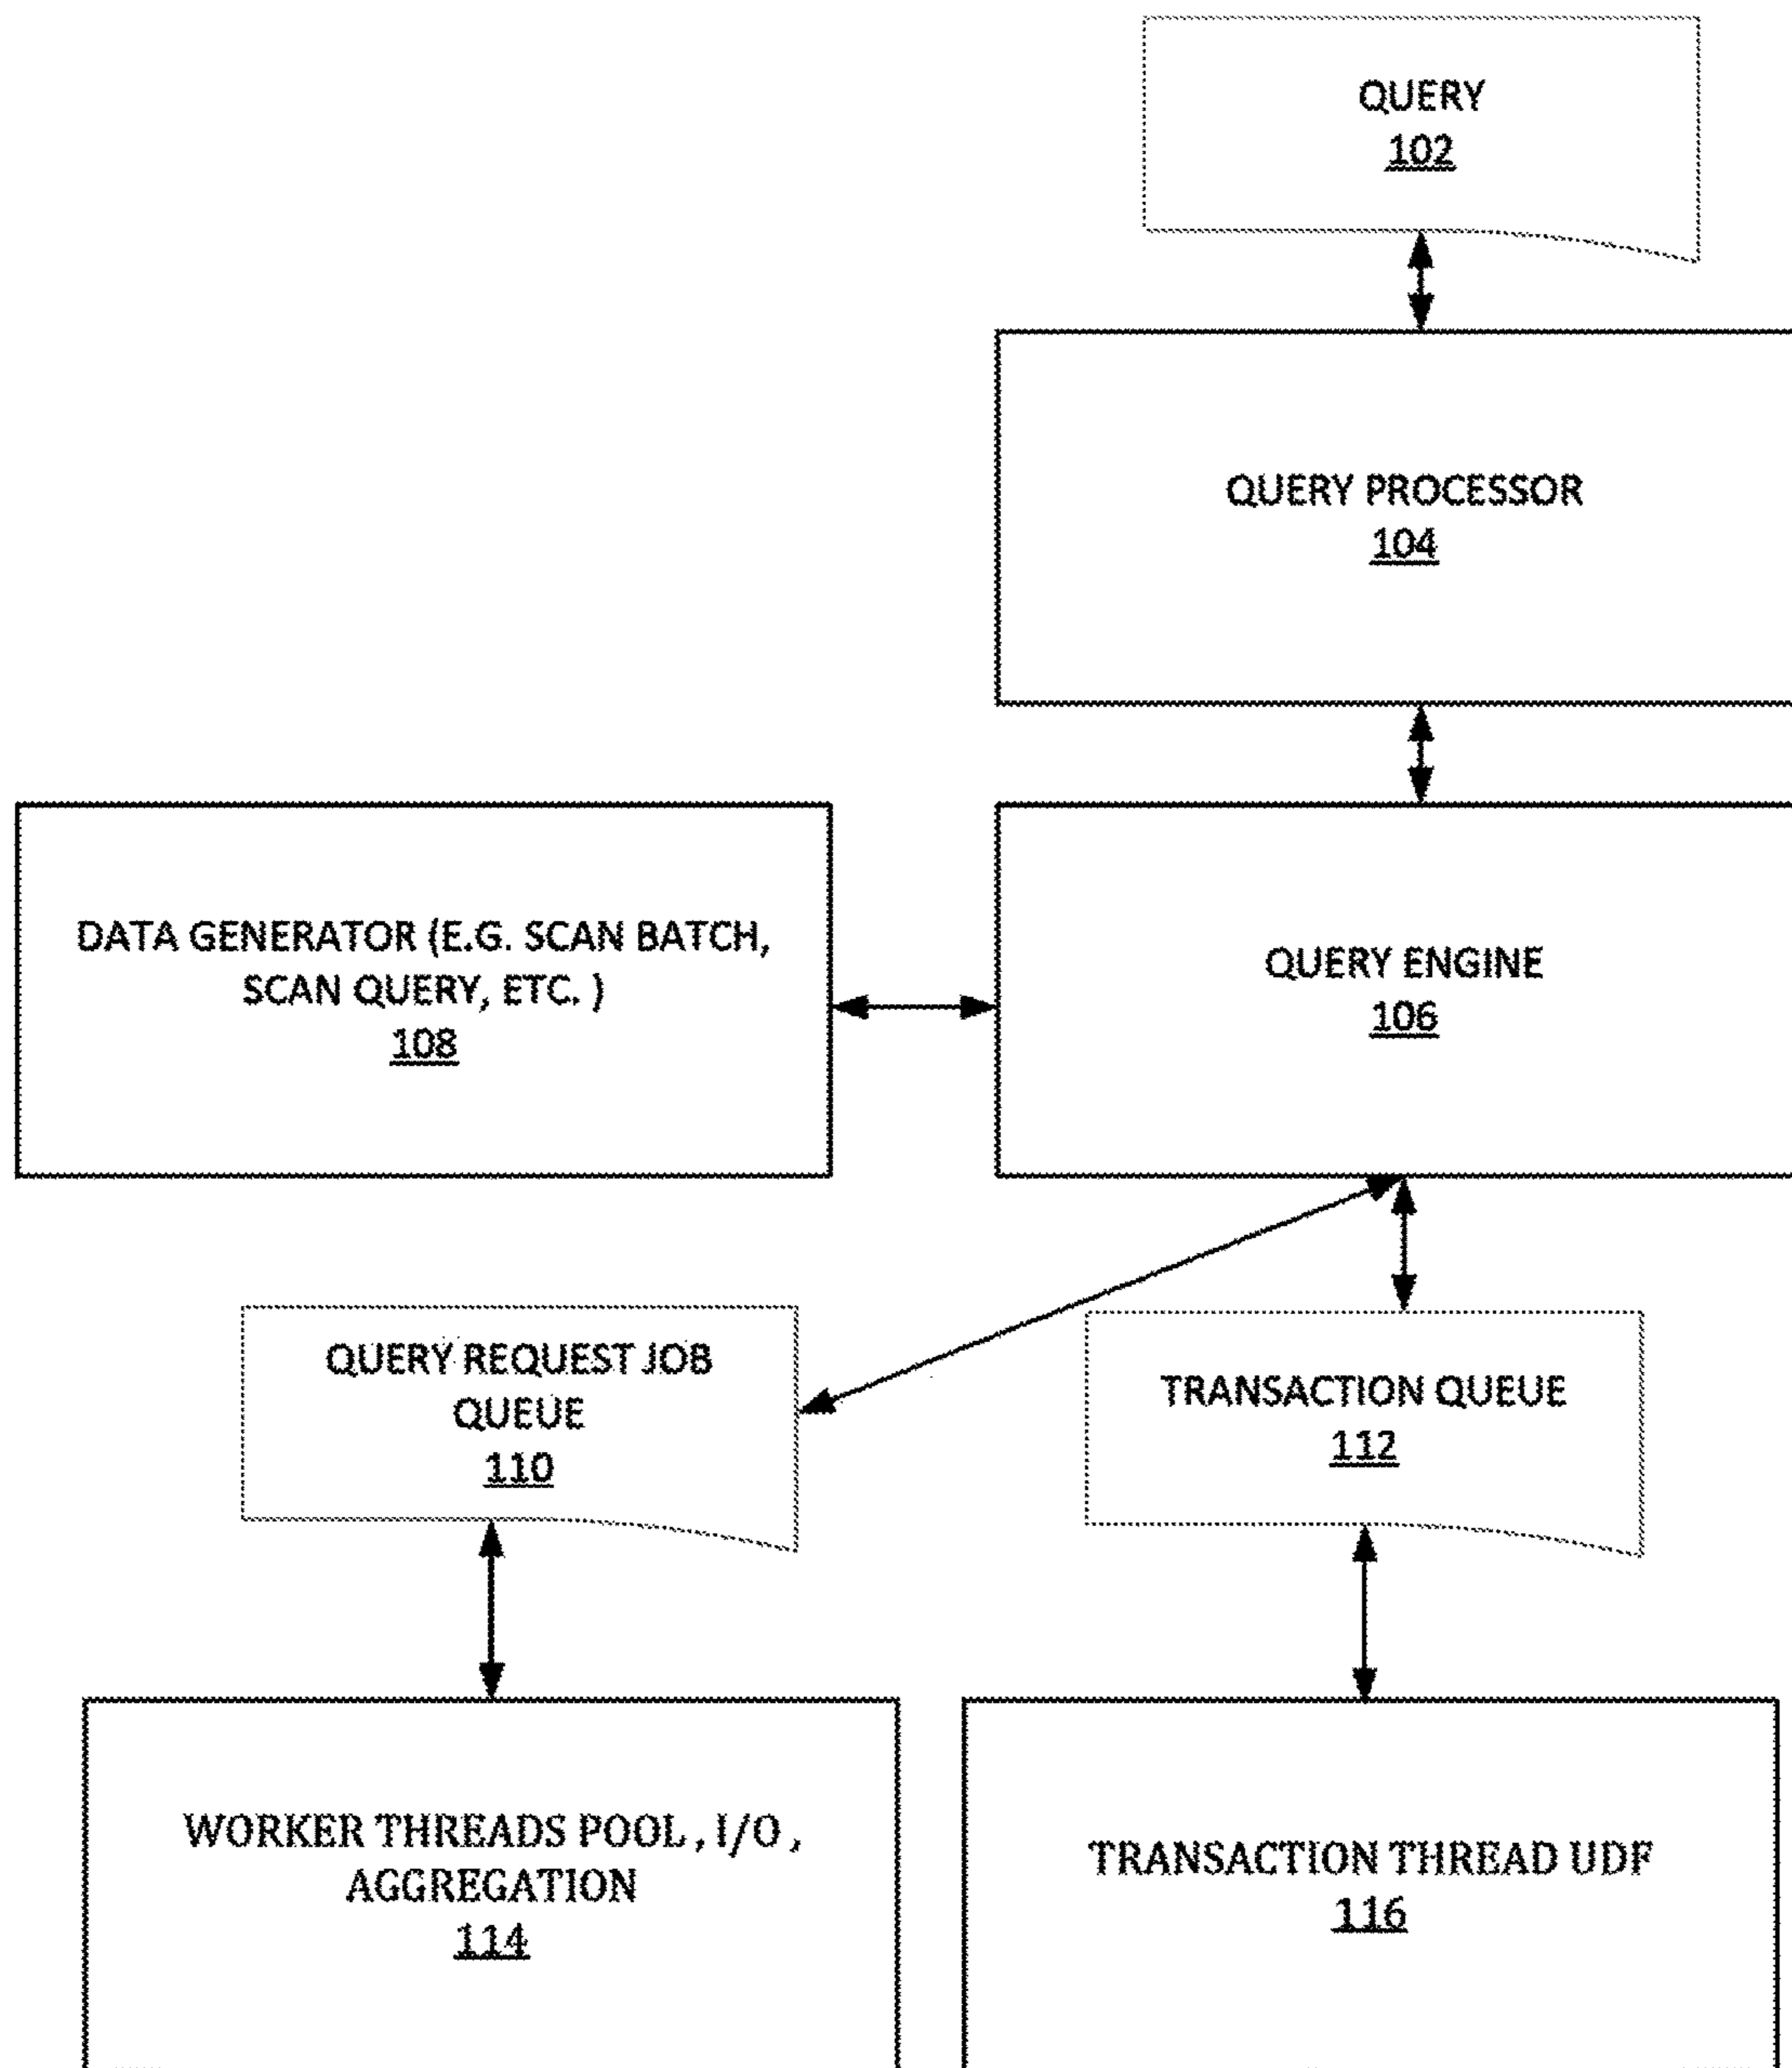 QUERY
102
QUERY PROCESSOR
104
DATA GENERATOR (E.G. SCAN BATCH,
SCAN QUERY, ETC. )
108
QUERY ENGINE
106
QUERY REQUEST JOB
QUEUE
110
TRANSACTION QUEUE
112
WORKER THREADS POOL , I/O ,
AGGREGATION
114
TRANSACTION THREAD UDF
116